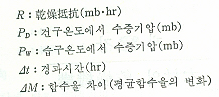 R : 乾燥抵抗(mb·hr)
P_D : 건구온도에서 수증기압(mb)
P_W : 습구온도에서 수증기압(mb)
Δt : 경과시간(hr)
ΔM : 함수율 차이(평균함수율의 변화)